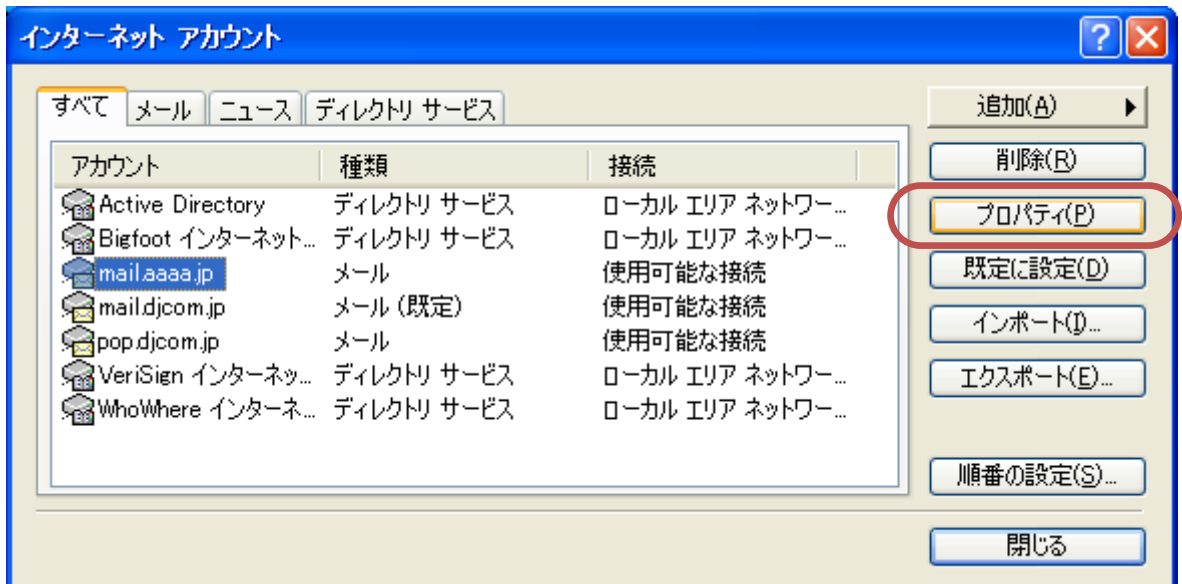 インターネット アカウント
すべて メール ニュース ディレクトリ サービス
追加(A)
削除(R)
プロパティ(P)
既定に設定(D)
インポート(I)...
エクスポート(E)...
順番の設定(S)...
閉じる
アカウント 種類 接続
Active Directory ディレクトリ サービス ローカル エリア ネットワー...
Bigfoot インターネット... ディレクトリ サービス ローカル エリア ネットワー...
mail.aaaa.jp メール 使用可能な接続
mail.djcom.jp メール (既定) 使用可能な接続
pop.djcom.jp メール 使用可能な接続
VeriSign インターネッ... ディレクトリ サービス ローカル エリア ネットワー...
WhoWhere インターネ... ディレクトリ サービス ローカル エリア ネットワー...